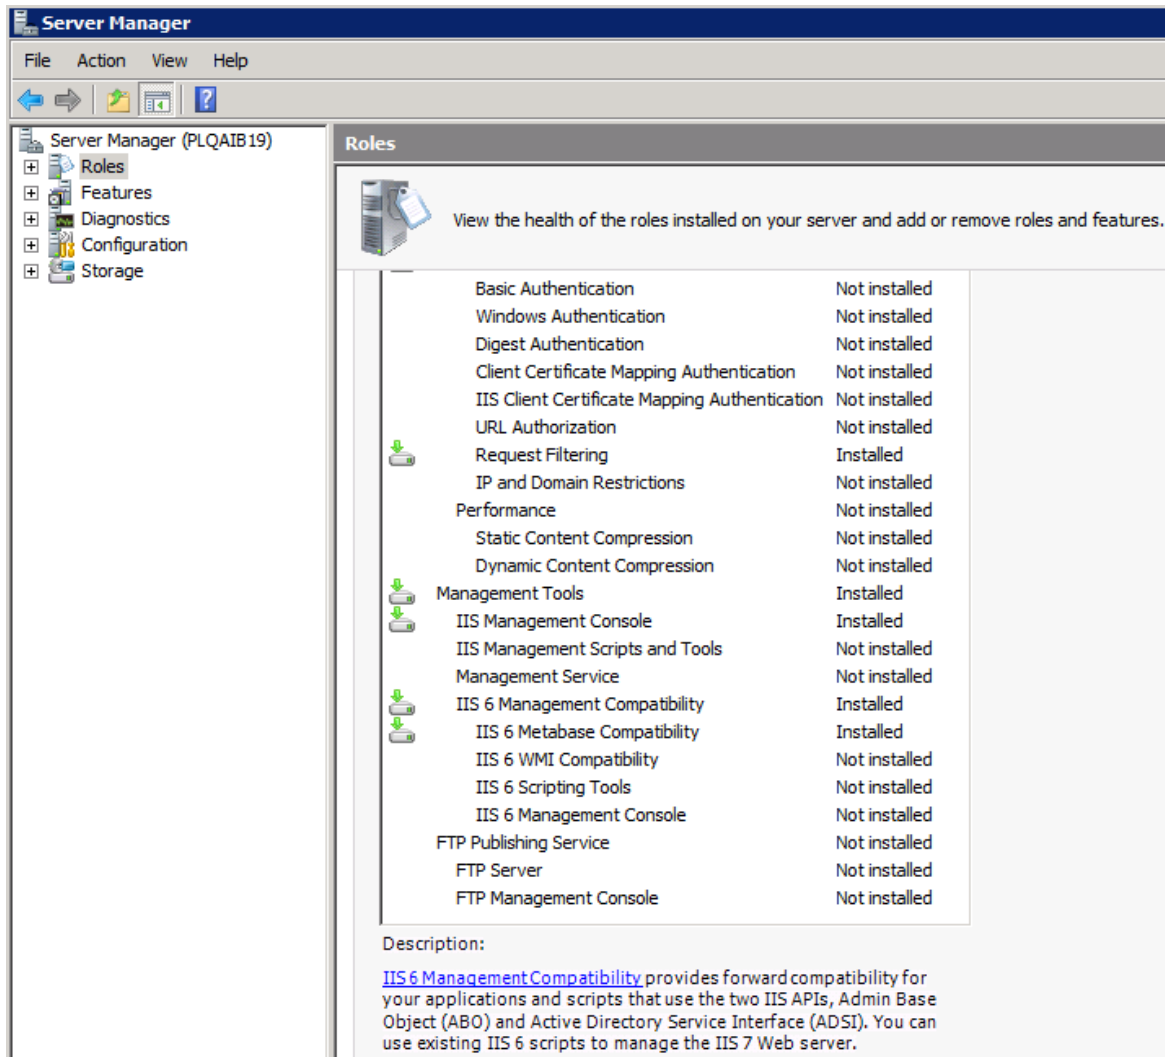 Server Manager
File Action View Help
Server Manager (PLQAIB19)
Roles
Features
Diagnostics
Configuration
Storage
Roles
View the health of the roles installed on your server and add or remove roles and features.
Basic Authentication Not installed
Windows Authentication Not installed
Digest Authentication Not installed
Client Certificate Mapping Authentication Not installed
IIS Client Certificate Mapping Authentication Not installed
URL Authorization Not installed
Request Filtering Installed
IP and Domain Restrictions Not installed
Performance Not installed
Static Content Compression Not installed
Dynamic Content Compression Not installed
Management Tools Installed
IIS Management Console Installed
IIS Management Scripts and Tools Not installed
Management Service Not installed
IIS 6 Management Compatibility Installed
IIS 6 Metabase Compatibility Installed
IIS 6 WMI Compatibility Not installed
IIS 6 Scripting Tools Not installed
IIS 6 Management Console Not installed
FTP Publishing Service Not installed
FTP Server Not installed
FTP Management Console Not installed
Description:
IIS 6 Management Compatibility provides forward compatibility for
your applications and scripts that use the two IIS APIs, Admin Base
Object (ABO) and Active Directory Service Interface (ADSI). You can
use existing IIS 6 scripts to manage the IIS 7 Web server.